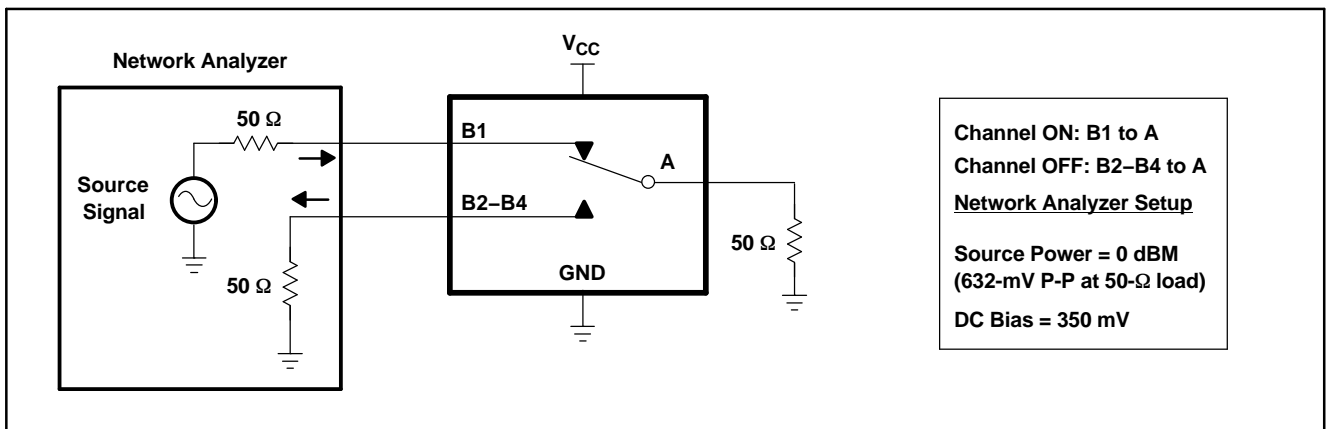 V_CC
Network Analyzer
50 Ω
B1
A
Source
Signal
B2–B4
50 Ω
50 Ω
GND
Channel ON: B1 to A
Channel OFF: B2–B4 to A
Network Analyzer Setup
Source Power = 0 dBM
(632-mV P-P at 50-Ω load)
DC Bias = 350 mV